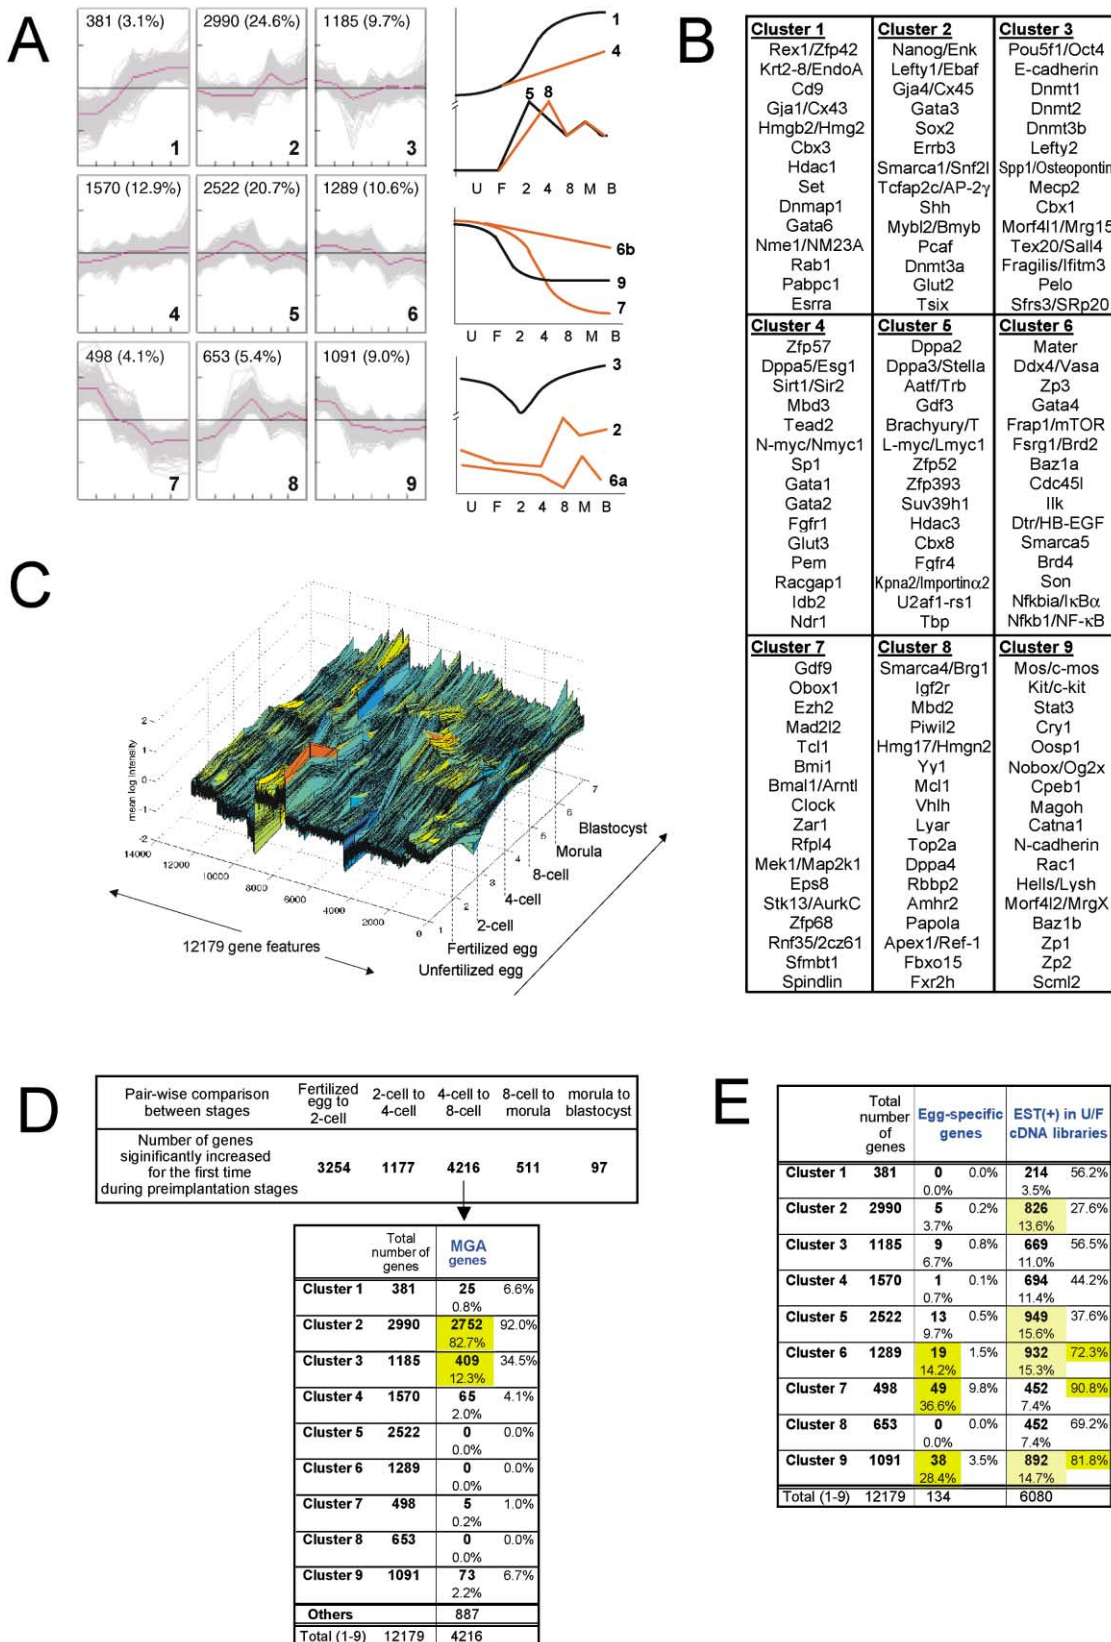 A
381 (3.1%)
2990 (24.6%)
1185 (9.7%)
1
2
3
1570 (12.9%)
2522 (20.7%)
1289 (10.6%)
4
5
6
498 (4.1%)
653 (5.4%)
1091 (9.0%)
7
8
9
1
4
5 8
U F 2 4 8 M B
6b
9
7
U F 2 4 8 M B
3
2
6a
U F 2 4 8 M B
B
Cluster 1
Rex1/Zfp42
Krt2-8/EndoA
Cd9
Gja1/Cx43
Hmgb2/Hmg2
Cbx3
Hdac1
Set
Dnmap1
Gata6
Nme1/NM23A
Rab1
Pabpc1
Esrra
Cluster 2
Nanog/Enk
Lefty1/Ebaf
Gja4/Cx45
Gata3
Sox2
Errb3
Smarca1/Snf2l
Tcfap2c/AP-2γ
Shh
Mybl2/Bmyb
Pcaf
Dnmt3a
Glut2
Tsix
Cluster 3
Pou5f1/Oct4
E-cadherin
Dnmt1
Dnmt2
Dnmt3b
Lefty2
Spp1/Osteopontin
Mecp2
Cbx1
Morf4l1/Mrg15
Tex20/Sall4
Fragilis/Ifitm3
Pelo
Sfrs3/SRp20
Cluster 4
Zfp57
Dppa5/Esg1
Sirt1/Sir2
Mbd3
Tead2
N-myc/Nmyc1
Sp1
Gata1
Gata2
Fgfr1
Glut3
Pem
Racgap1
Idb2
Ndr1
Cluster 5
Dppa2
Dppa3/Stella
Aatf/Trb
Gdf3
Brachyury/T
L-myc/Lmyc1
Zfp52
Zfp393
Suv39h1
Hdac3
Cbx8
Fgfr4
Kpna2/Importinα2
U2af1-rs1
Tbp
Cluster 6
Mater
Ddx4/Vasa
Zp3
Gata4
Frap1/mTOR
Fsrg1/Brd2
Baz1a
Cdc45l
Ilk
Dtr/HB-EGF
Smarca5
Brd4
Son
Nfkbia/IκBα
Nfkb1/NF-κB
Cluster 7
Gdf9
Obox1
Ezh2
Mad2l2
Tcl1
Bmi1
Bmal1/Arntl
Clock
Zar1
Rfpl4
Mek1/Map2k1
Eps8
Stk13/AurkC
Zfp68
Rnf35/2cz61
Sfmbt1
Spindlin
Cluster 8
Smarca4/Brg1
Igf2r
Mbd2
Piwil2
Hmg17/Hmgn2
Yy1
Mcl1
Vhlh
Lyar
Top2a
Dppa4
Rbbp2
Amhr2
Papola
Apex1/Ref-1
Fbxo15
Fxr2h
Cluster 9
Mos/c-mos
Kit/c-kit
Stat3
Cry1
Oosp1
Nobox/Og2x
Cpeb1
Magoh
Catna1
N-cadherin
Rac1
Hells/Lysh
Morf4l2/MrgX
Baz1b
Zp1
Zp2
Scml2
C
mean log intensity
2
1
0
-1
-2
14000
12000
10000
8000
6000
4000
2000
0
1
2
3
4
5
6
7
Blastocyst
Morula
8-cell
4-cell
2-cell
Fertilized egg
Unfertilized egg
12179 gene features
D
Pair-wise comparison between stages
Fertilized egg to 2-cell
2-cell to 4-cell
4-cell to 8-cell
8-cell to morula
morula to blastocyst
Number of genes
siginificantly increased
for the first time
during preimplantation stages
3254 1177 4216 511 97
Total number of genes
MGA genes
Cluster 1 381 25 6.6%
0.8%
Cluster 2 2990 2752 92.0%
82.7%
Cluster 3 1185 409 34.5%
12.3%
Cluster 4 1570 65 4.1%
2.0%
Cluster 5 2522 0 0.0%
0.0%
Cluster 6 1289 0 0.0%
0.0%
Cluster 7 498 5 1.0%
0.2%
Cluster 8 653 0 0.0%
0.0%
Cluster 9 1091 73 6.7%
2.2%
Others 887
Total (1-9) 12179 4216
E
Total number of genes
Egg-specific genes
EST(+) in U/F cDNA libraries
Cluster 1 381 0 0.0% 214 56.2%
0.0% 3.5%
Cluster 2 2990 5 0.2% 826 27.6%
3.7% 13.6%
Cluster 3 1185 9 0.8% 669 56.5%
6.7% 11.0%
Cluster 4 1570 1 0.1% 694 44.2%
0.7% 11.4%
Cluster 5 2522 13 0.5% 949 37.6%
9.7% 15.6%
Cluster 6 1289 19 1.5% 932 72.3%
14.2% 15.3%
Cluster 7 498 49 9.8% 452 90.8%
36.6% 7.4%
Cluster 8 653 0 0.0% 452 69.2%
0.0% 7.4%
Cluster 9 1091 38 3.5% 892 81.8%
28.4% 14.7%
Total (1-9) 12179 134 6080